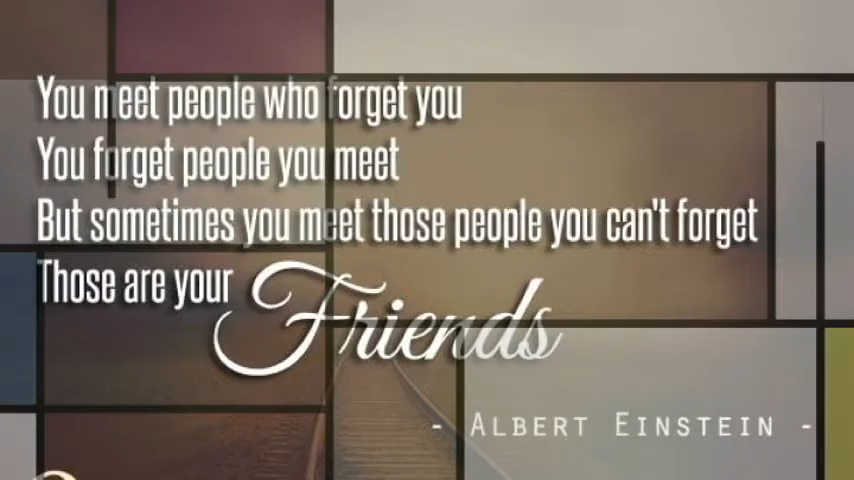 You meet people who forget you
You forget people you meet
But sometimes you meet those people you can't forget
Those are your Friends
- ALBERT EINSTEIN -